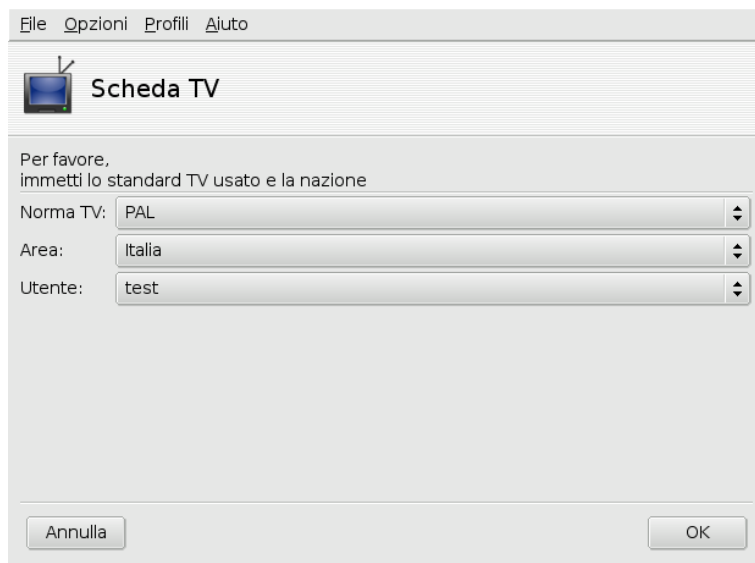 File Opzioni Profili Aiuto
Scheda TV
Per favore,
immetti lo standard TV usato e la nazione
Norma TV: PAL
Area: Italia
Utente: test
Annulla OK